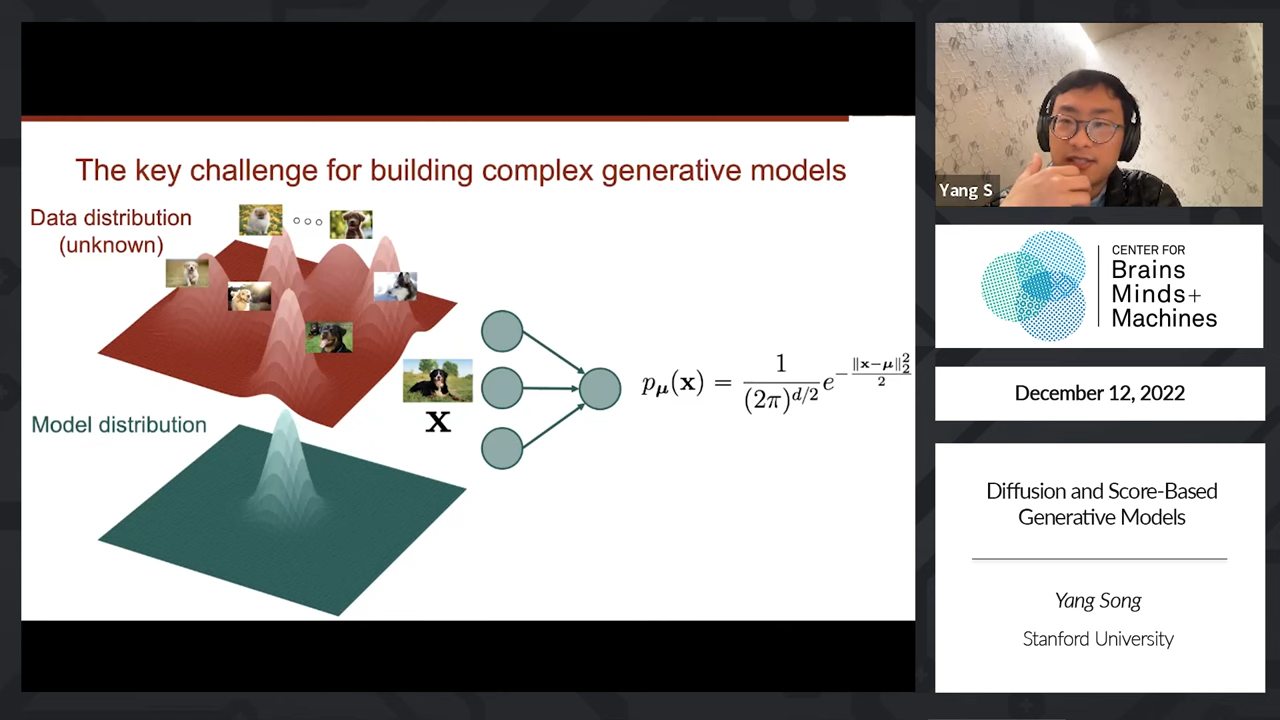 The key challenge for building complex generative models
Data distribution
(unknown)
x
Model distribution
p_μ(x) = 1/(2π)^{d/2} e^{-‖x−μ‖_2^2/2}
Yang S
CENTER FOR
Brains
Minds+
Machines
December 12, 2022
Diffusion and Score-Based
Generative Models
Yang Song
Stanford University